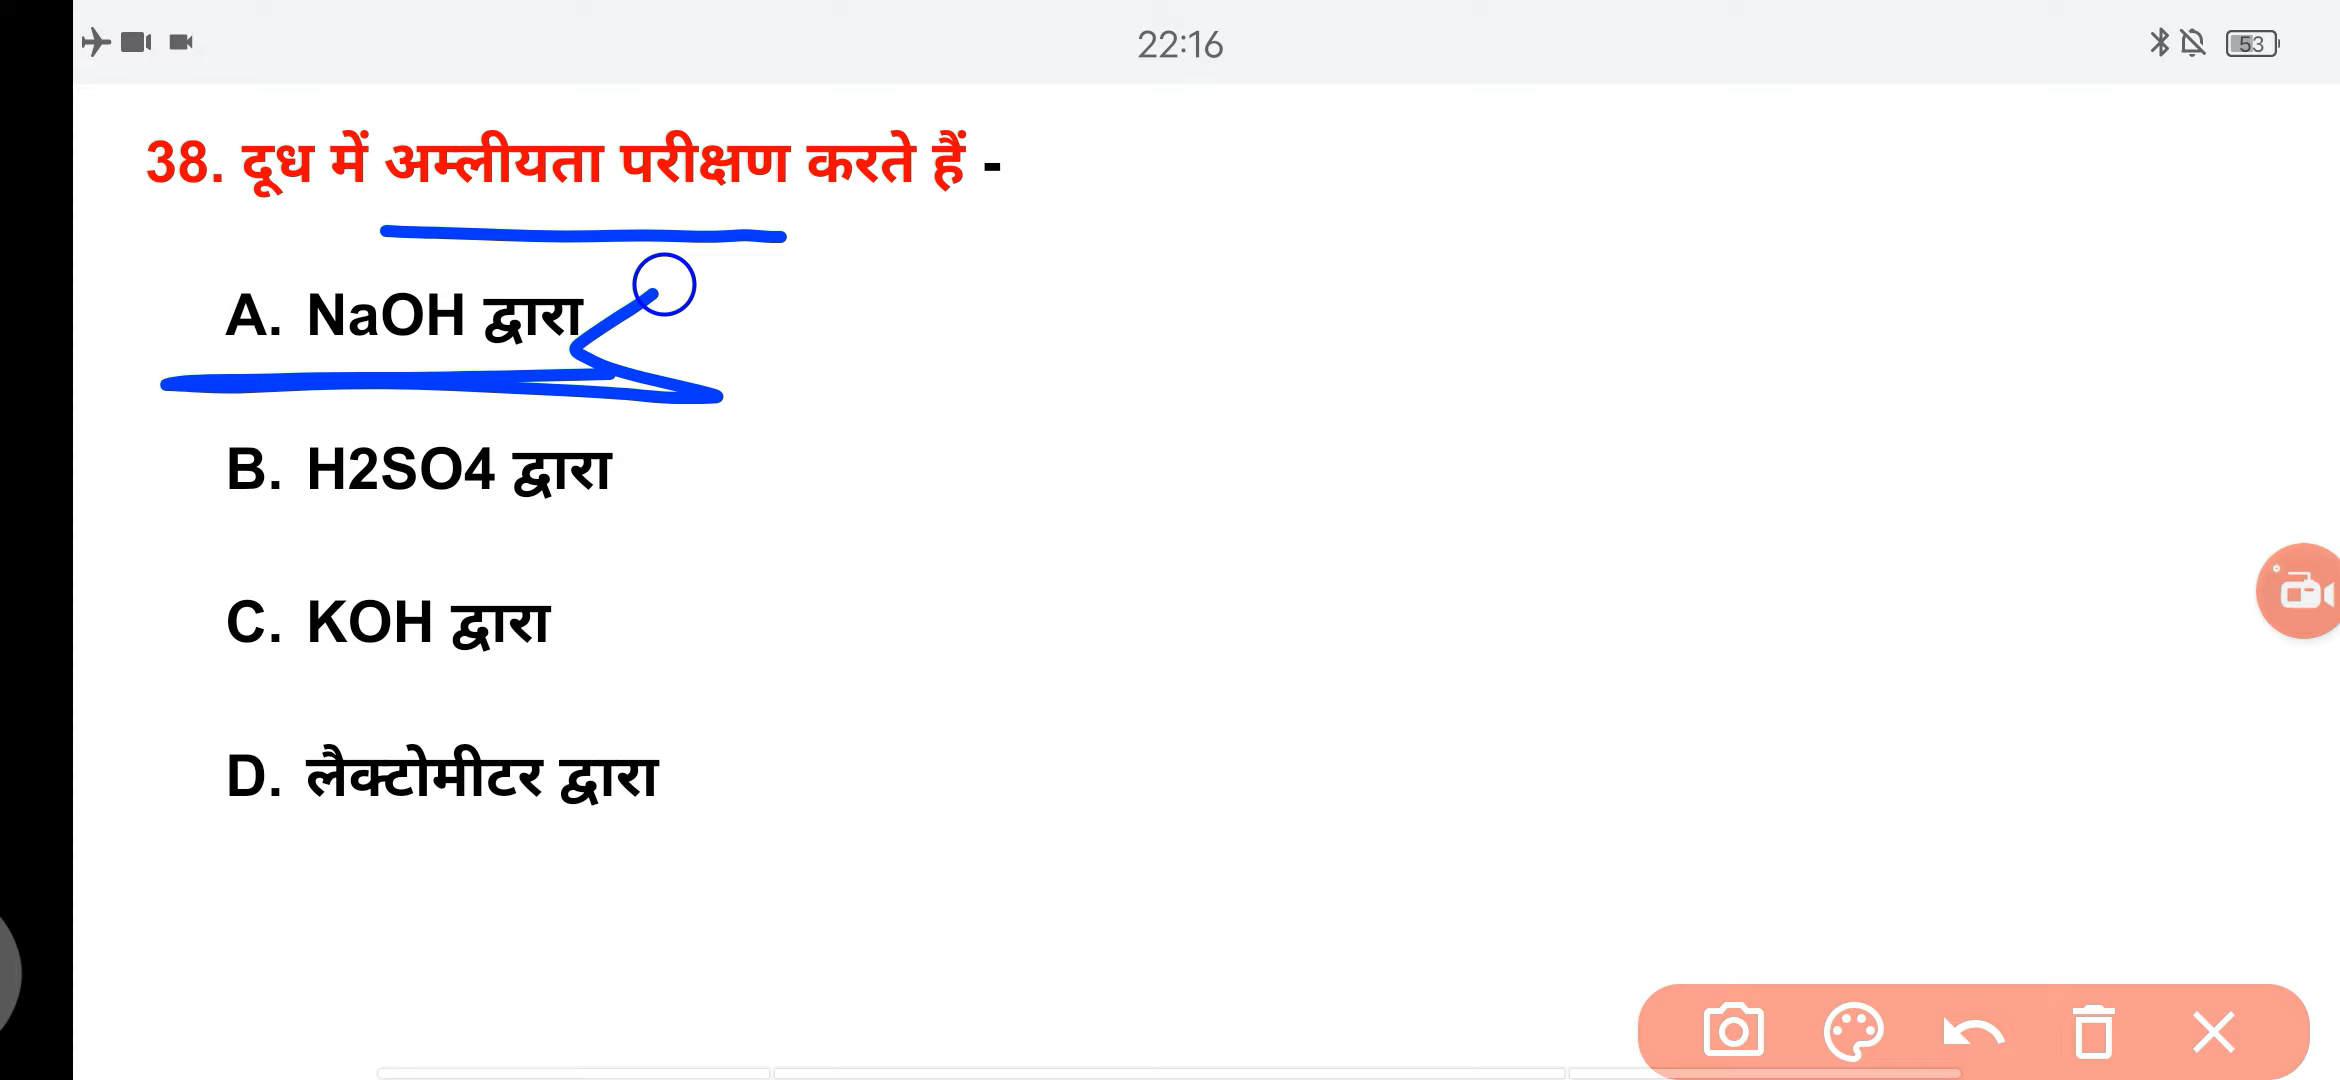 22:16
53
38. दूध में अम्लीयता परीक्षण करते हैं -
A. NaOH द्वारा
B. H2SO4 द्वारा
C. KOH द्वारा
D. लैक्टोमीटर द्वारा